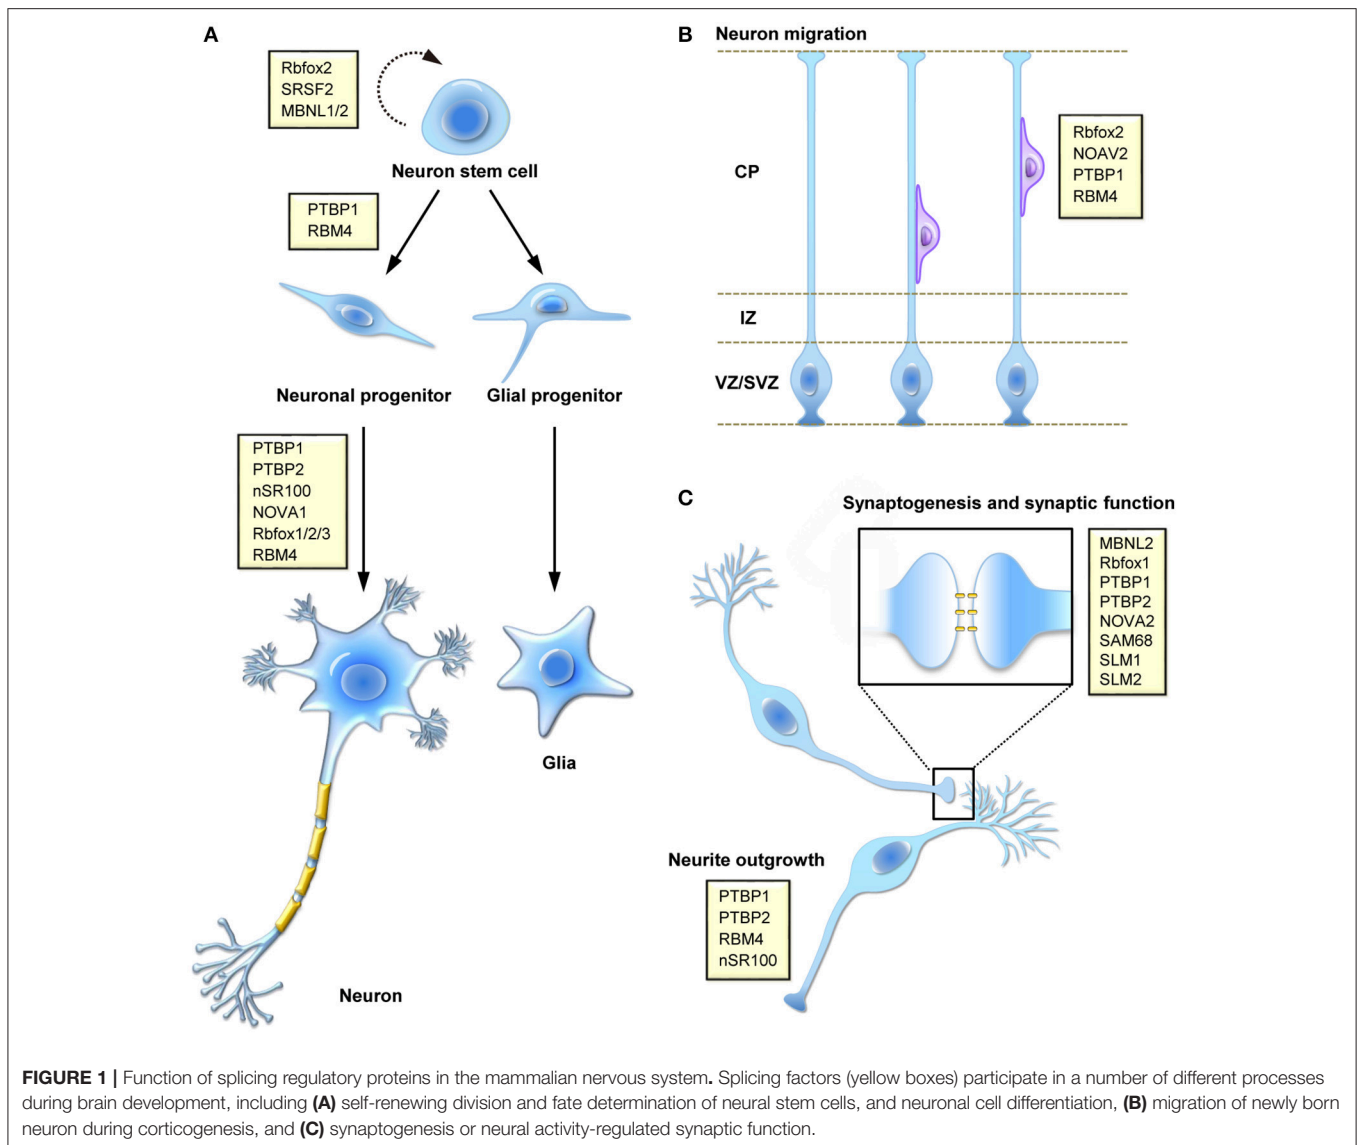 A
Rbfox2
SRSF2
MBNL1/2
Neuron stem cell
PTBP1
RBM4
Neuronal progenitor
Glial progenitor
PTBP1
PTBP2
nSR100
NOVA1
Rbfox1/2/3
RBM4
Glia
Neuron
B
Neuron migration
CP
IZ
VZ/SVZ
Rbfox2
NOAV2
PTBP1
RBM4
C
Synaptogenesis and synaptic function
MBNL2
Rbfox1
PTBP1
PTBP2
NOVA2
SAM68
SLM1
SLM2
Neurite outgrowth
PTBP1
PTBP2
RBM4
nSR100
FIGURE 1 | Function of splicing regulatory proteins in the mammalian nervous system. Splicing factors (yellow boxes) participate in a number of different processes
during brain development, including (A) self-renewing division and fate determination of neural stem cells, and neuronal cell differentiation, (B) migration of newly born
neuron during corticogenesis, and (C) synaptogenesis or neural activity-regulated synaptic function.